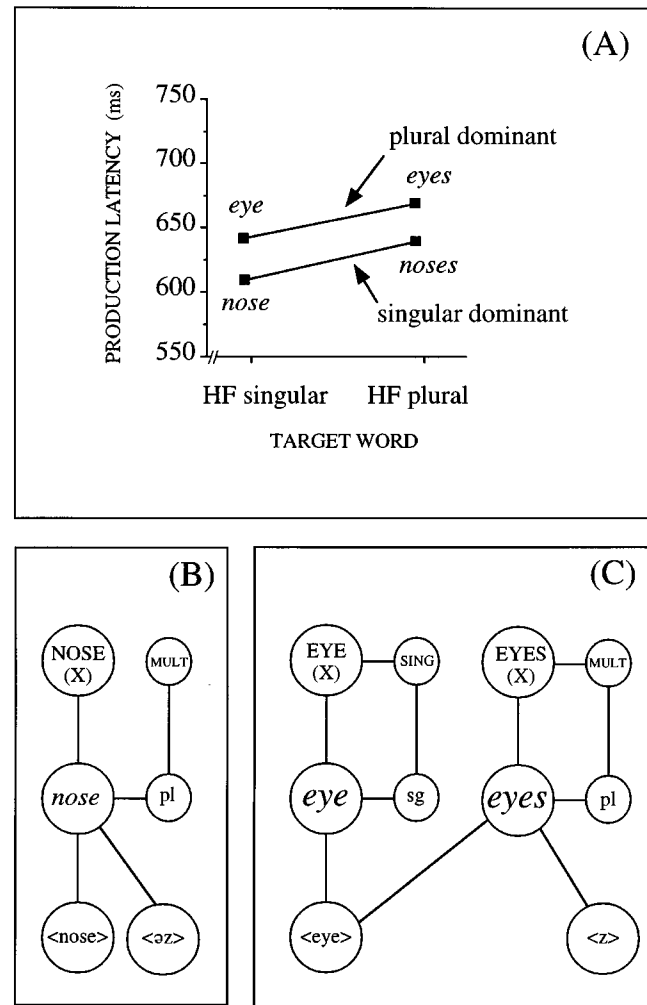 (A)
PRODUCTION LATENCY (ms)
750
700
650
600
550
plural dominant
eyes
eye
nose
noses
singular dominant
HF singular HF plural
TARGET WORD
(B)
NOSE
(X)
MULT
nose
pl
<nose>
<əz>
(C)
EYE
(X)
SING
EYES
(X)
MULT
eye
sg
eyes
pl
<eye>
<z>